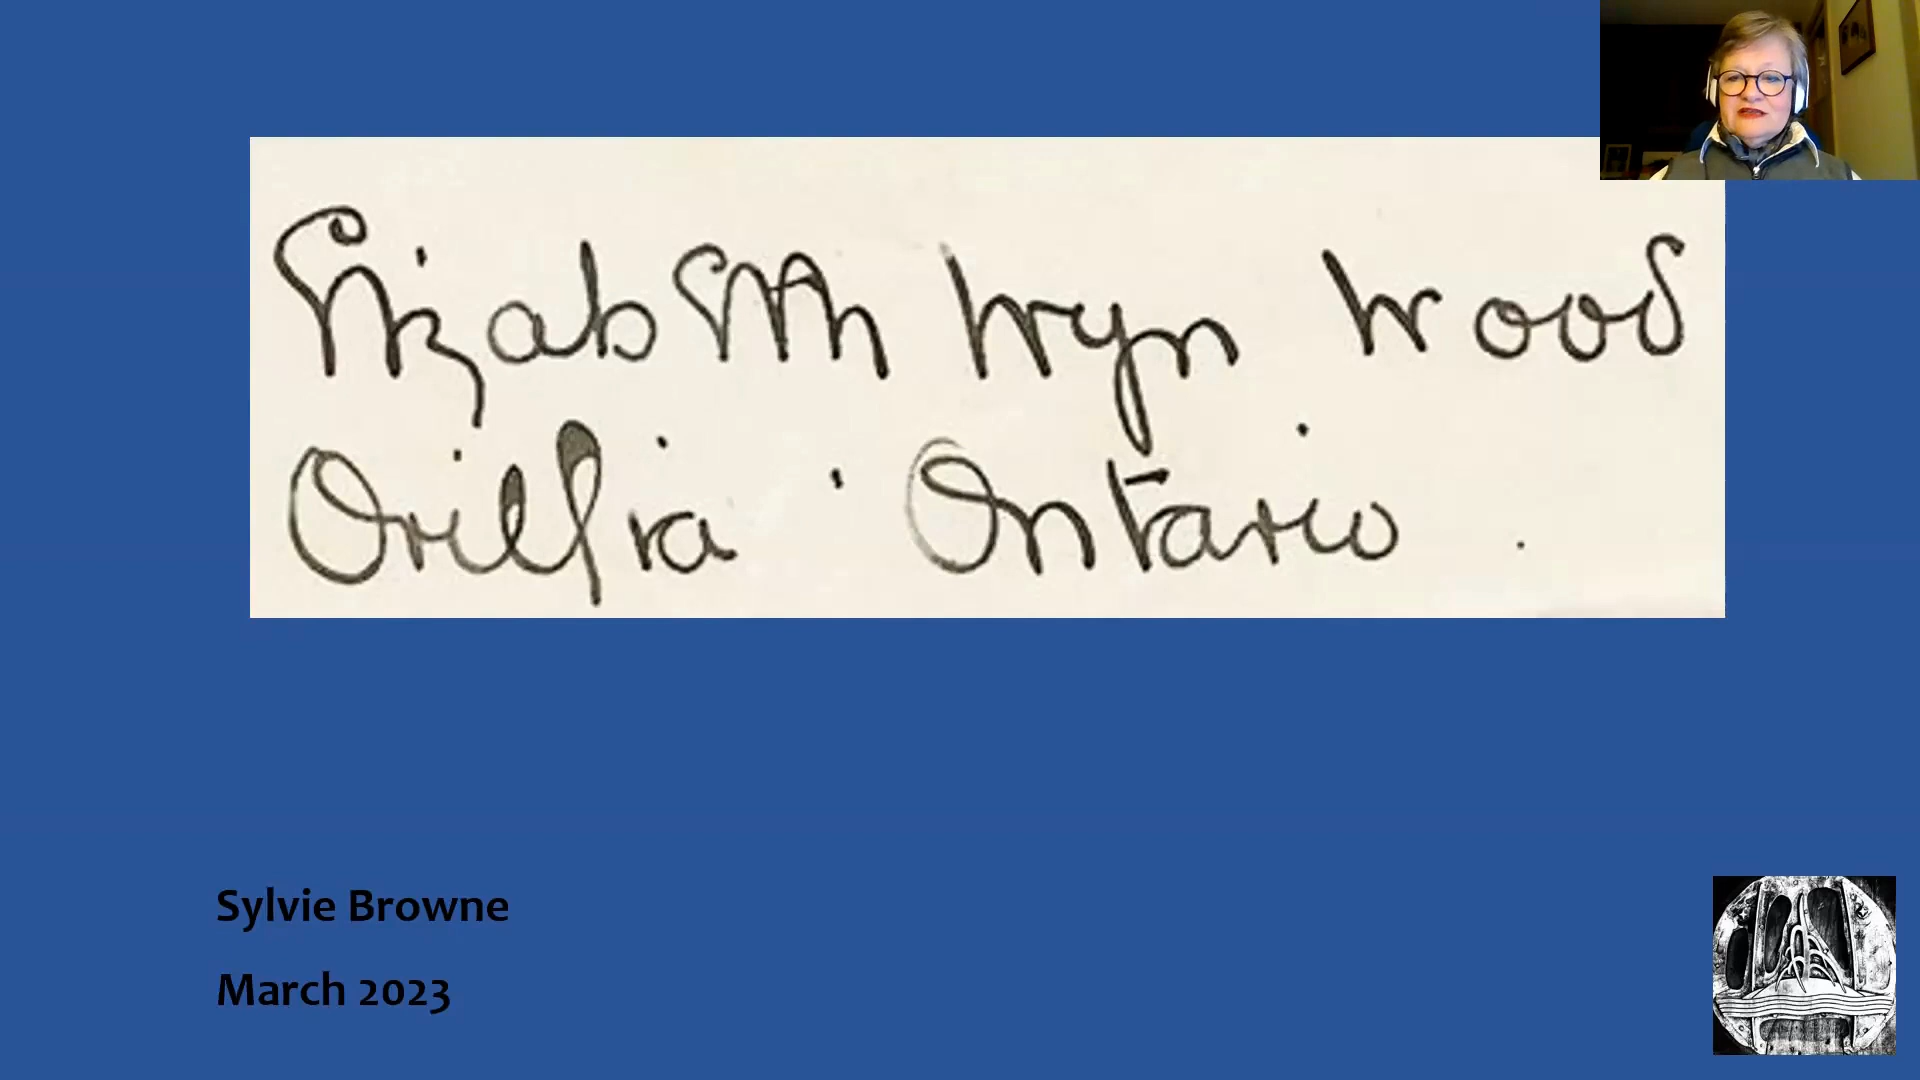 Elizabeth Wyn Wood
Orillia · Ontario .
Sylvie Browne
March 2023